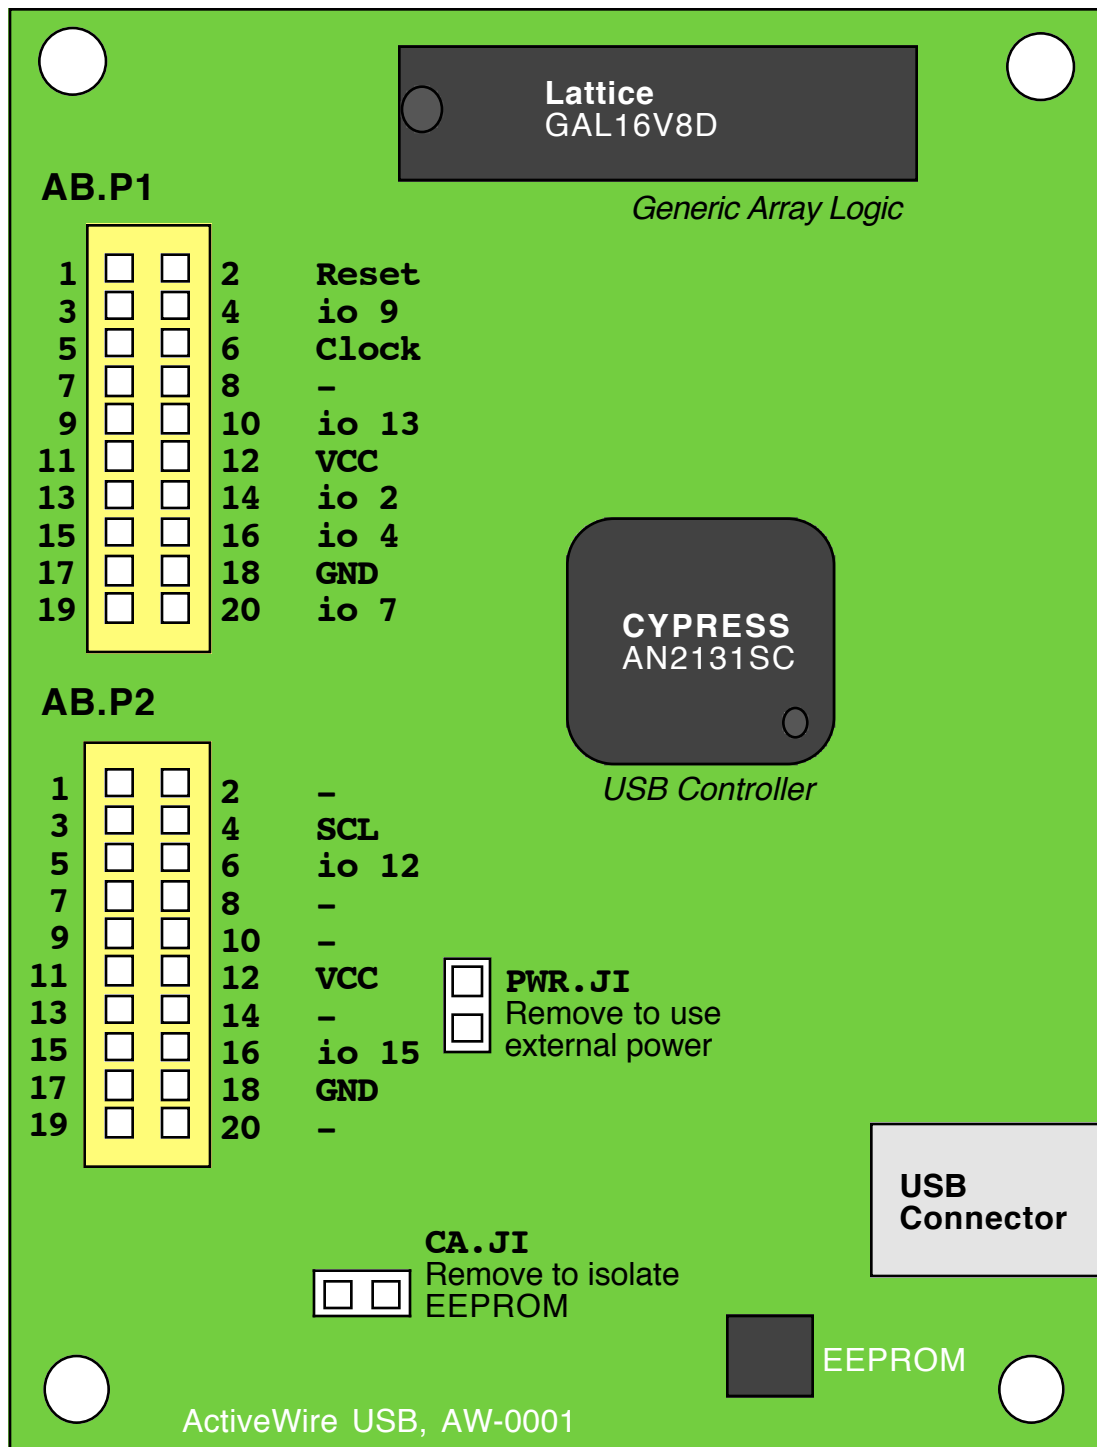 Lattice
GAL16V8D
Generic Array Logic
AB.P1
1 2 Reset
3 4 io 9
5 6 Clock
7 8 -
9 10 io 13
11 12 VCC
13 14 io 2
15 16 io 4
17 18 GND
19 20 io 7
CYPRESS
AN2131SC
USB Controller
AB.P2
1 2 -
3 4 SCL
5 6 io 12
7 8 -
9 10 -
11 12 VCC
13 14 -
15 16 io 15
17 18 GND
19 20 -
PWR.JI
Remove to use
external power
USB
Connector
CA.JI
Remove to isolate
EEPROM
EEPROM
ActiveWire USB, AW-0001